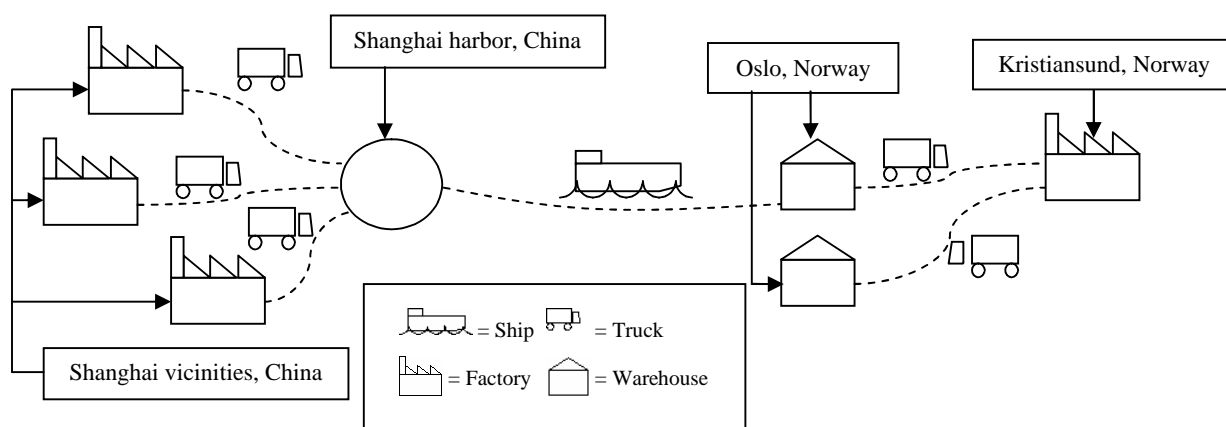 Shanghai harbor, China
Oslo, Norway
Kristiansund, Norway
Shanghai vicinities, China
= Ship
= Truck
= Factory
= Warehouse